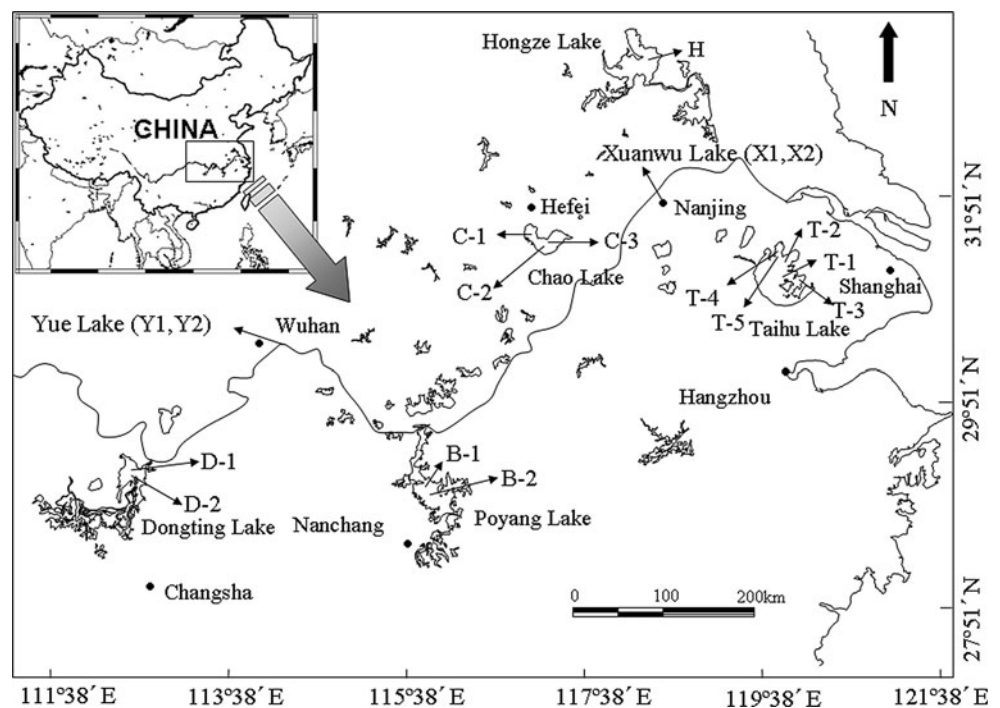 CHINA
Hongze Lake
H
N
Xuanwu Lake (X1,X2)
31°51´N
Hefei
Nanjing
C-1
C-3
T-2
Chao Lake
T-1
Shanghai
C-2
T-4
T-3
T-5
Taihu Lake
Yue Lake (Y1,Y2)
Wuhan
Hangzhou
29°51´N
D-1
B-1
B-2
D-2
Dongting Lake
Nanchang
Poyang Lake
Changsha
0 100 200km
27°51´N
111°38´E 113°38´E 115°38´E 117°38´E 119°38´E 121°38´E